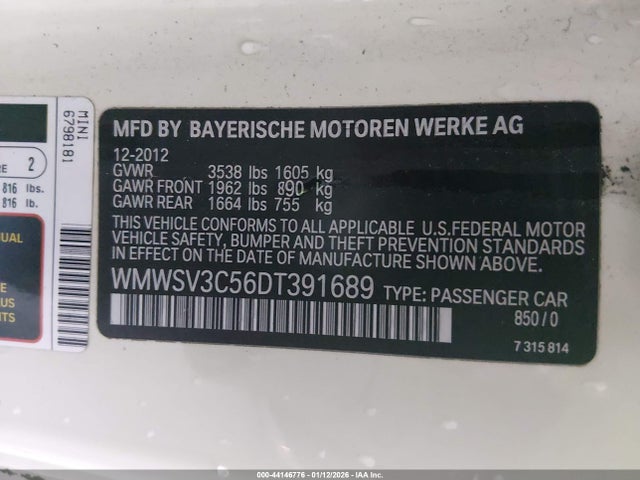 MINI
6798181
2
816 lbs.
816 lb.
MFD BY BAYERISCHE MOTOREN WERKE AG
12-2012
GVWR 3538 lbs 1605 kg
GAWR FRONT 1962 lbs 890 kg
GAWR REAR 1664 lbs 755 kg
THIS VEHICLE CONFORMS TO ALL APPLICABLE U.S.FEDERAL MOTOR
VEHICLE SAFETY, BUMPER AND THEFT PREVENTION STANDARDS
IN EFFECT ON THE DATE OF MANUFACTURE SHOWN ABOVE.
WMWSV3C56DT391689 TYPE: PASSENGER CAR
850/0
7 315 814
000-44146776 - 01/12/2026 - IAA Inc.